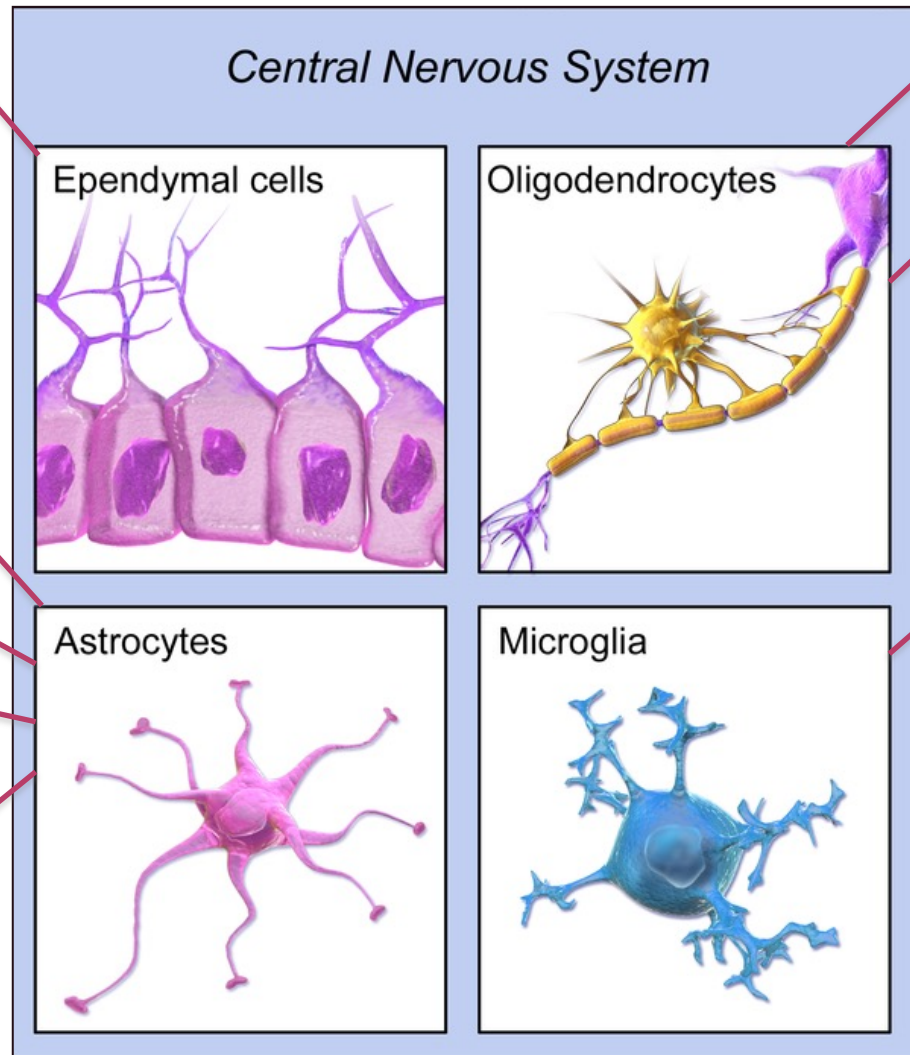 Central Nervous System
Ependymal cells
Oligodendrocytes
Astrocytes
Microglia